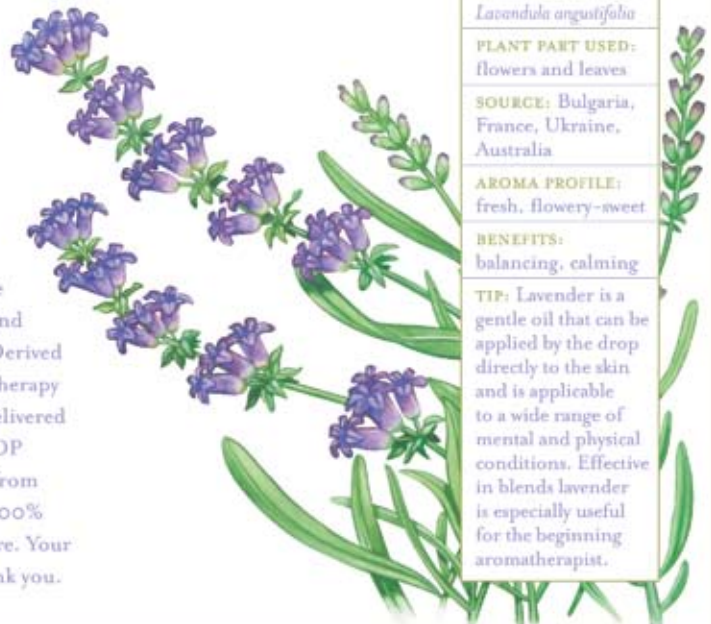 e
nd
Derived
herapy
elivered
OP
rom
00%
re. Your
nk you.
Lavandula angustifolia
PLANT PART USED:
flowers and leaves
SOURCE: Bulgaria,
France, Ukraine,
Australia
AROMA PROFILE:
fresh, flowery-sweet
BENEFITS:
balancing, calming
TIP: Lavender is a
gentle oil that can be
applied by the drop
directly to the skin
and is applicable
to a wide range of
mental and physical
conditions. Effective
in blends lavender
is especially useful
for the beginning
aromatherapist.